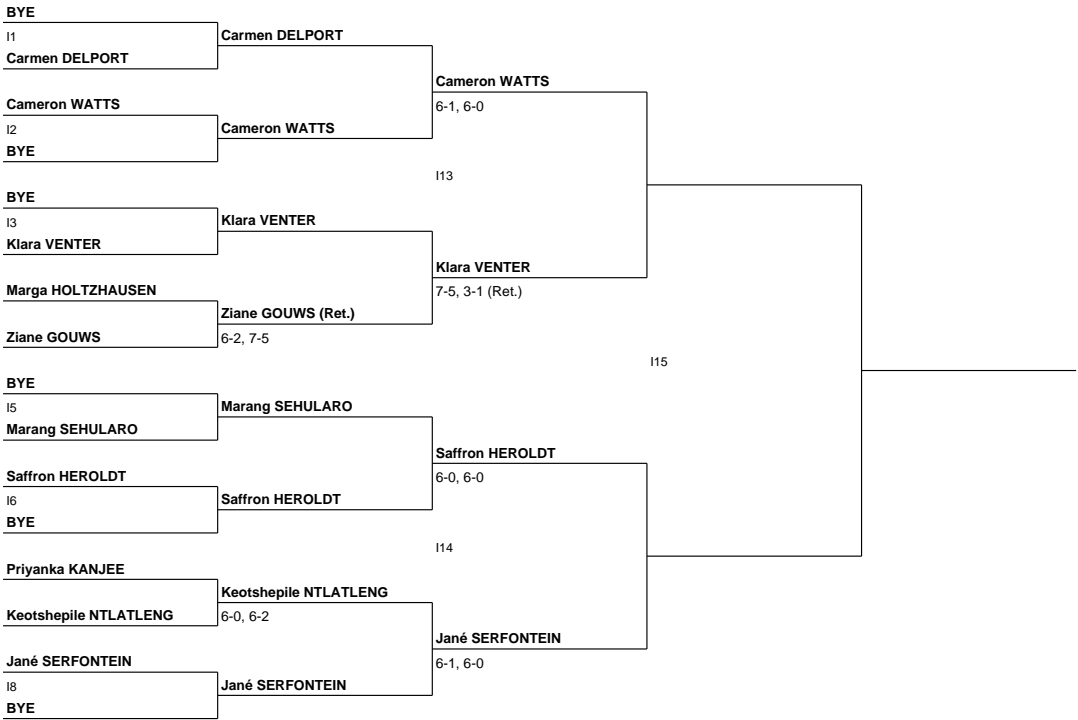 BYE
I1
Carmen DELPORT
Carmen DELPORT
Cameron WATTS
6-1, 6-0
Cameron WATTS
I2
BYE
Cameron WATTS
I13
BYE
I3
Klara VENTER
Klara VENTER
Klara VENTER
7-5, 3-1 (Ret.)
Marga HOLTZHAUSEN
Ziane GOUWS
Ziane GOUWS (Ret.)
6-2, 7-5
I15
BYE
I5
Marang SEHULARO
Marang SEHULARO
Saffron HEROLDT
6-0, 6-0
Saffron HEROLDT
I6
BYE
Saffron HEROLDT
I14
Priyanka KANJEE
Keotshepile NTLATLENG
Keotshepile NTLATLENG
6-0, 6-2
Jané SERFONTEIN
6-1, 6-0
Jané SERFONTEIN
I8
BYE
Jané SERFONTEIN